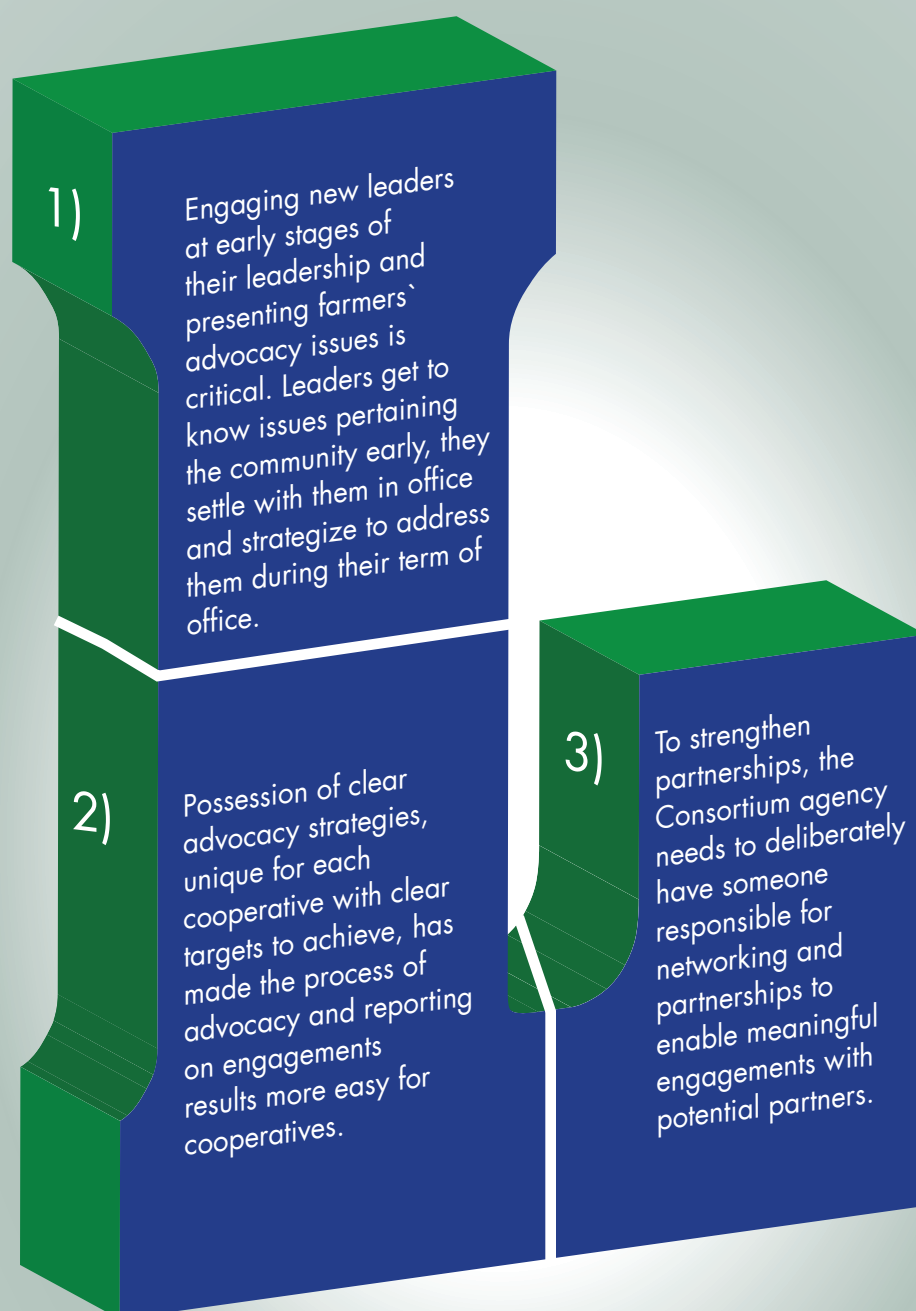 1)
Engaging new leaders
at early stages of
their leadership and
presenting farmers`
advocacy issues is
critical. Leaders get to
know issues pertaining
the community early, they
settle with them in office
and strategize to address
them during their term of
office.
2)
Possession of clear
advocacy strategies,
unique for each
cooperative with clear
targets to achieve, has
made the process of
advocacy and reporting
on engagements
results more easy for
cooperatives.
3)
To strengthen
partnerships, the
Consortium agency
needs to deliberately
have someone
responsible for
networking and
partnerships to
enable meaningful
engagements with
potential partners.